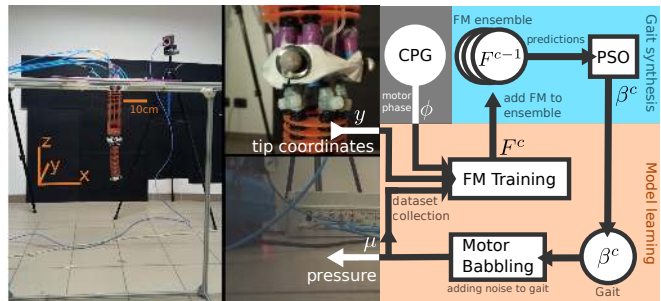 10cm
z
y
x
y
tip coordinates
μ
pressure
CPG
motor
phase
ϕ
FM ensemble
F^{c-1}
predictions
PSO
β^c
Gait synthesis
add FM to
ensemble
F^c
FM Training
dataset
collection
Model learning
Motor
Babbling
adding noise to gait
β^c
Gait